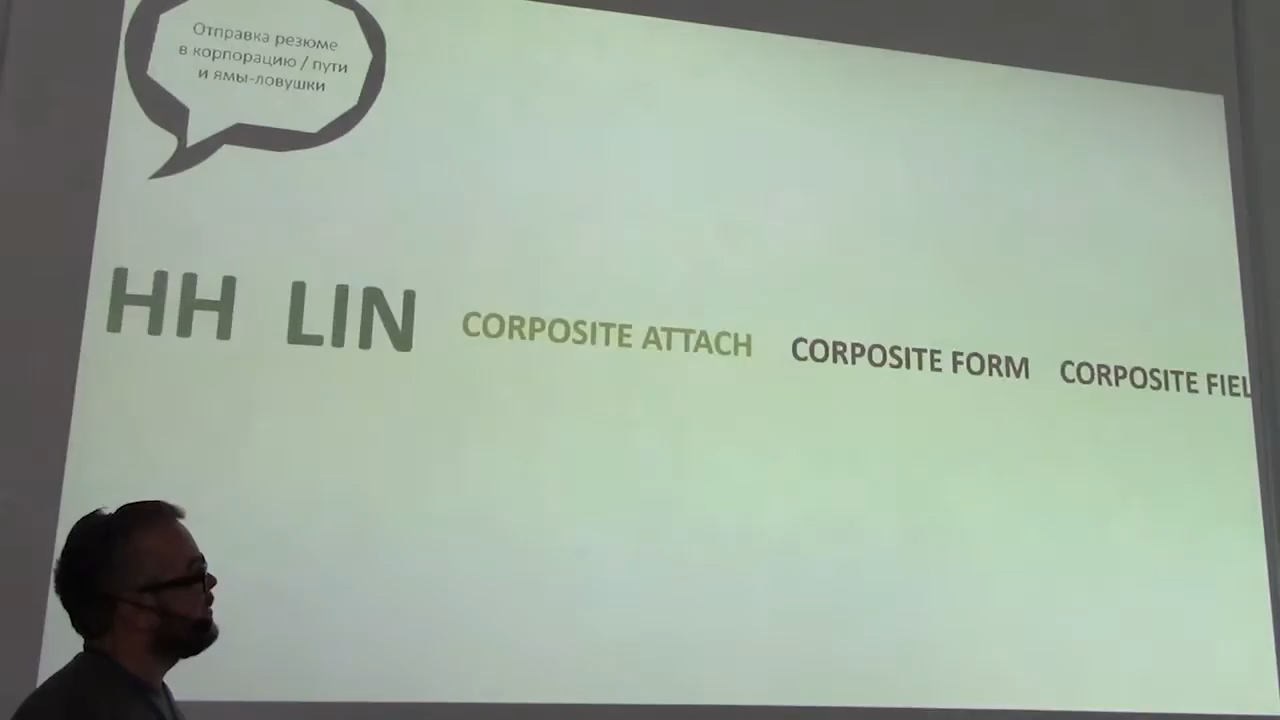 Отправка резюме
в корпорацию / пути
и ямы-ловушки
HH LIN CORPOSITE ATTACH CORPOSITE FORM CORPOSITE FIEL